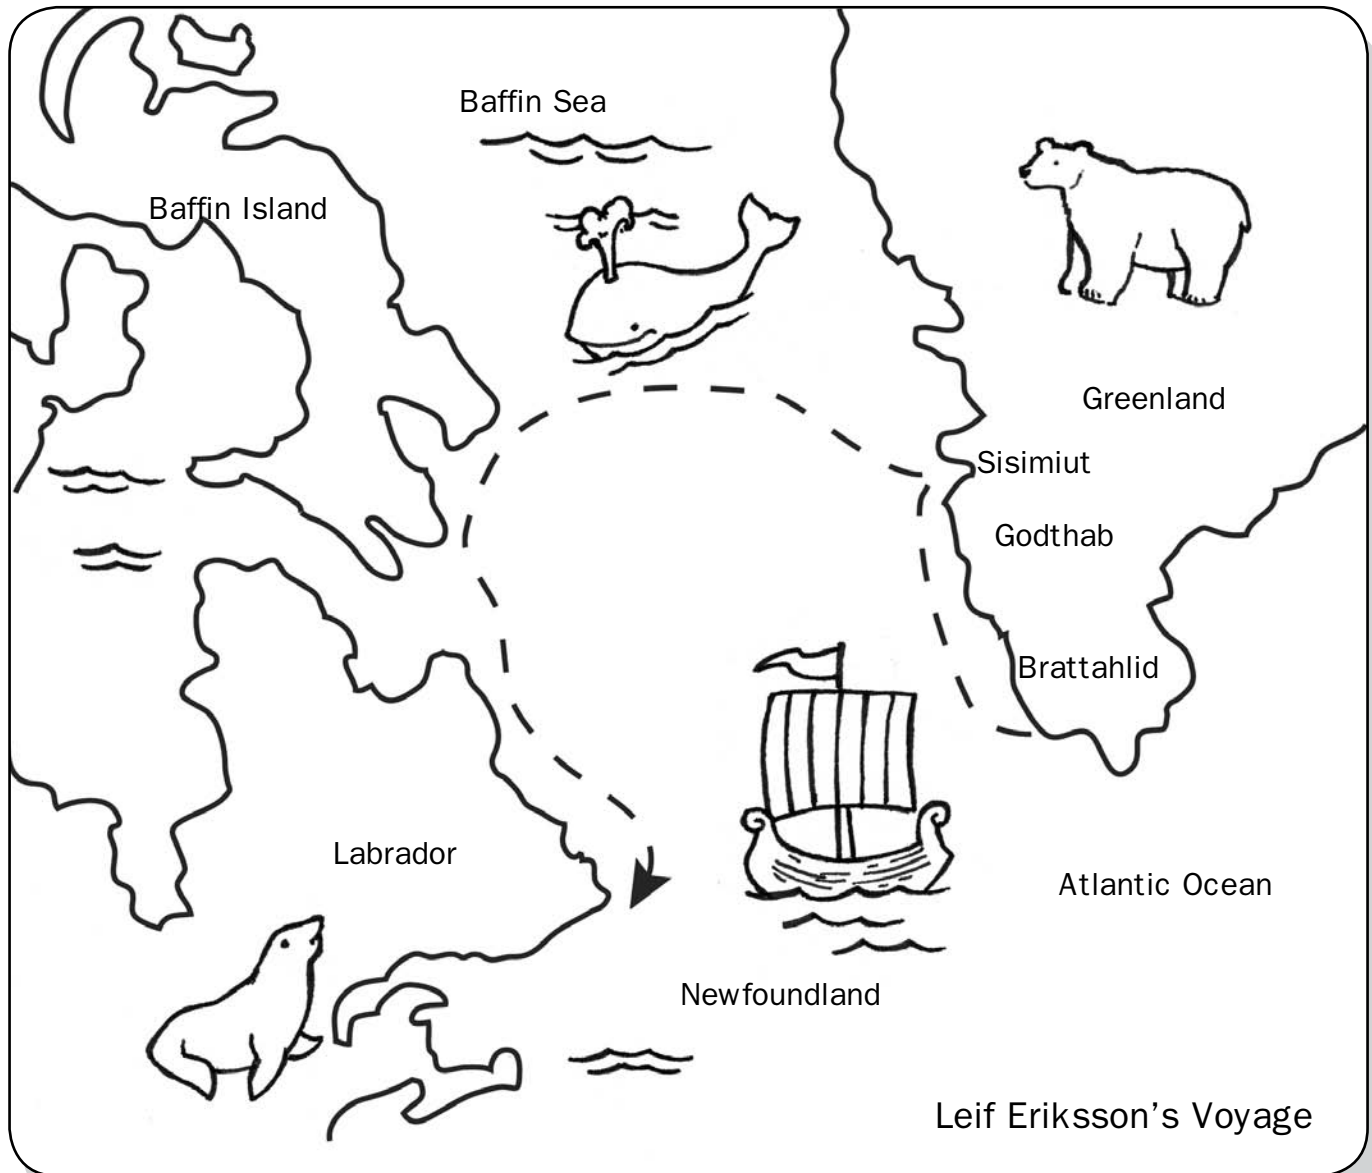 Baffin Sea
Baffin Island
Greenland
Sisimiut
Godthab
Brattahlid
Labrador
Atlantic Ocean
Newfoundland
Leif Eriksson's Voyage